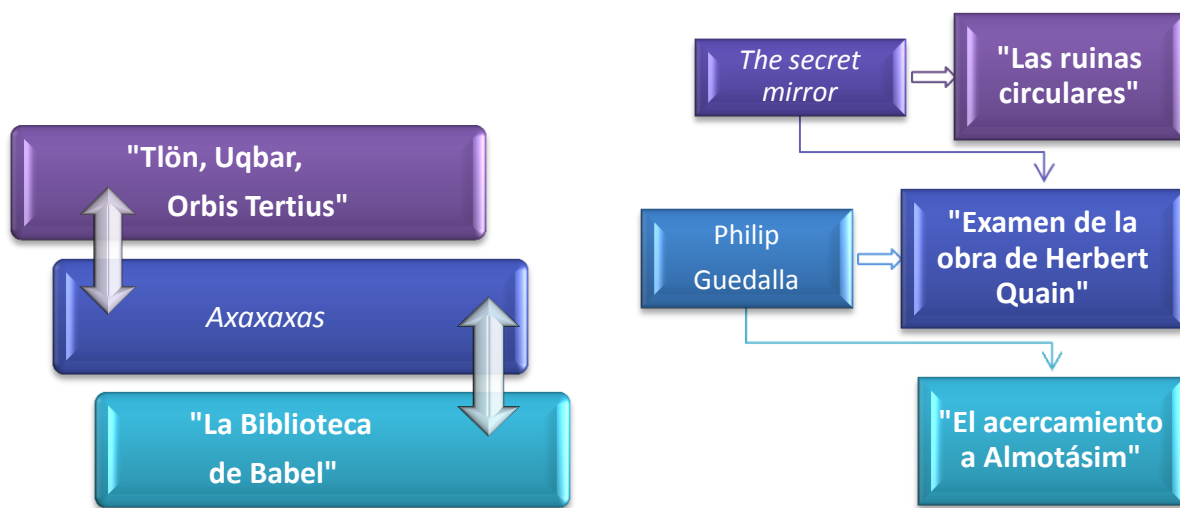 "Tlön, Uqbar,
Orbis Tertius"
Axaxaxas
"La Biblioteca
de Babel"
The secret
mirror
"Las ruinas
circulares"
Philip
Guedalla
"Examen de la
obra de Herbert
Quain"
"El acercamiento
a Almotásim"